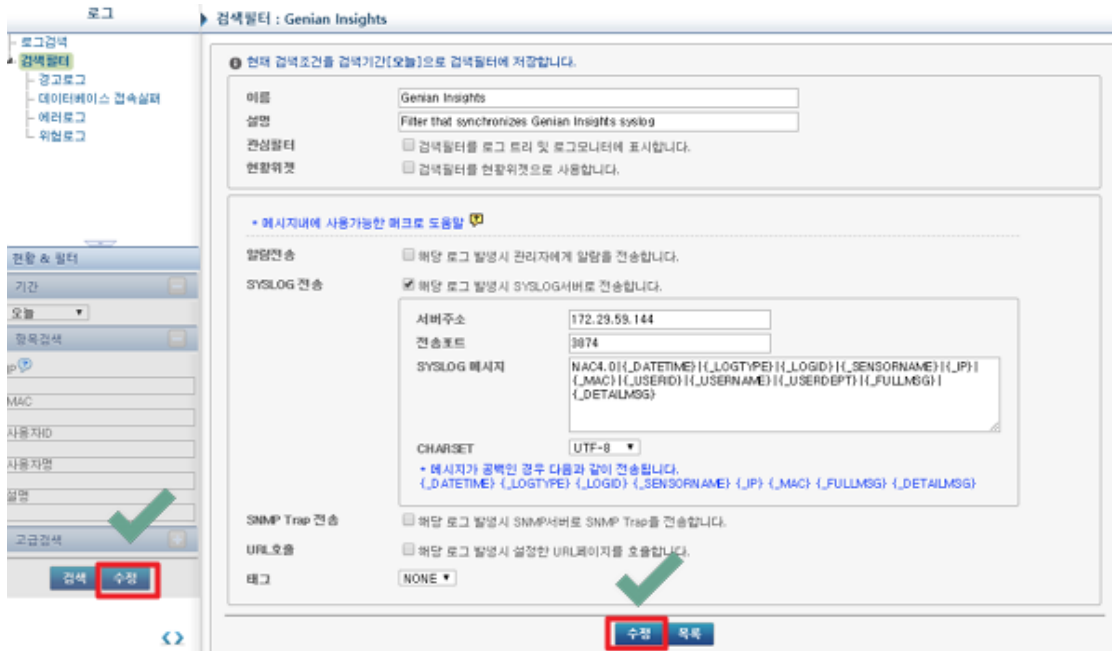 로그
로그검색
검색필터
경고로그
데이터베이스 접속실패
에러로그
위험로그
현황 & 필터
기간
오늘
항목검색
IP
MAC
사용자ID
사용자명
설명
고급검색
검색 수정
검색필터 : Genian Insights
현재 검색조건을 검색기간[오늘]으로 검색필터에 저장합니다.
이름 Genian Insights
설명 Filter that synchronizes Genian Insights syslog
관심필터 검색필터를 로그 트리 및 로그모니터에 표시합니다.
현황위젯 검색필터를 현황위젯으로 사용합니다.
* 메시지내에 사용가능한 매크로 도움말
알람전송 해당 로그 발생시 관리자에게 알람을 전송합니다.
SYSLOG 전송 해당 로그 발생시 SYSLOG서버로 전송합니다.
서버주소 172.29.59.144
전송포트 3874
SYSLOG 메시지 NAC4.0|{_DATETIME}|{_LOGTYPE}|{_LOGID}|{_SENSORNAME}|{_IP}|
{_MAC}|{_USERID}|{_USERNAME}|{_USERDEPT}|{_FULLMSG}|
{_DETAILMSG}
CHARSET UTF-8
* 메시지가 공백인 경우 다음과 같이 전송됩니다.
{_DATETIME} {_LOGTYPE} {_LOGID} {_SENSORNAME} {_IP} {_MAC} {_FULLMSG} {_DETAILMSG}
SNMP Trap 전송 해당 로그 발생시 SNMP서버로 SNMP Trap을 전송합니다.
URL호출 해당 로그 발생시 설정한 URL페이지를 호출합니다.
태그 NONE
수정 목록